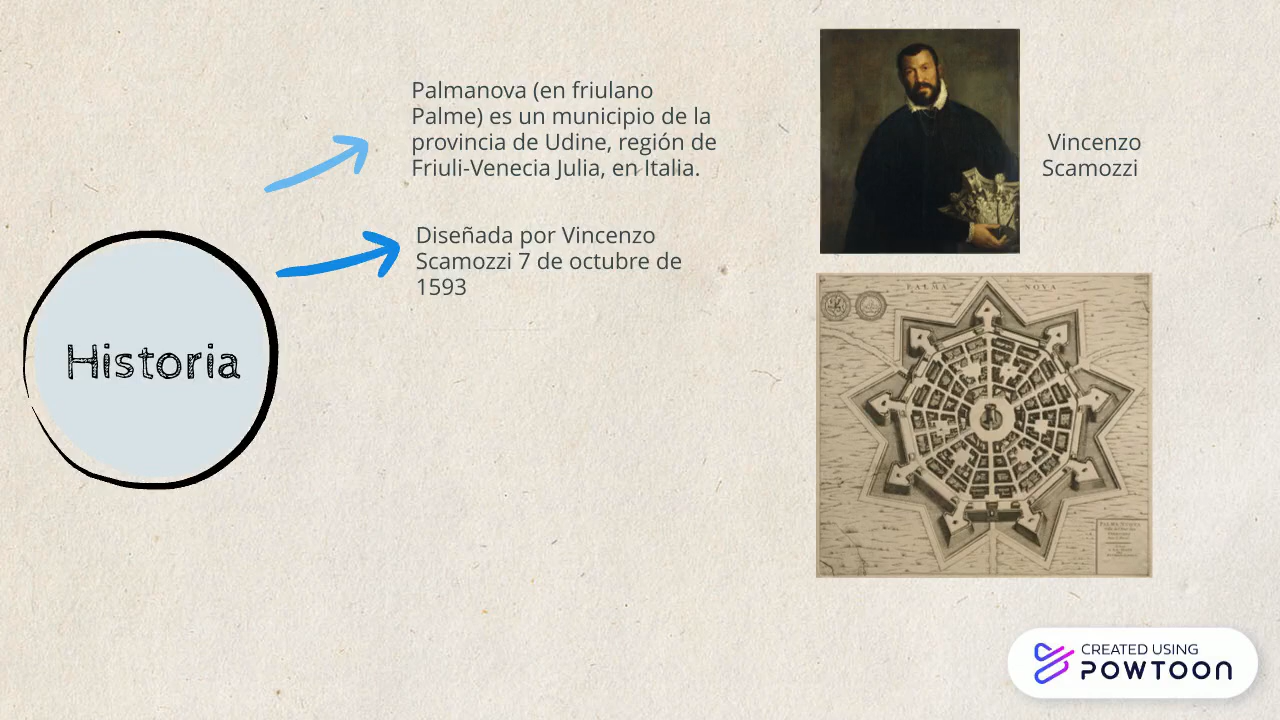 Historia
Palmanova (en friulano
Palme) es un municipio de la
provincia de Udine, región de
Friuli-Venecia Julia, en Italia.
Diseñada por Vincenzo
Scamozzi 7 de octubre de
1593
Vincenzo
Scamozzi
PALMA NOVA
CREATED USING
POWTOON